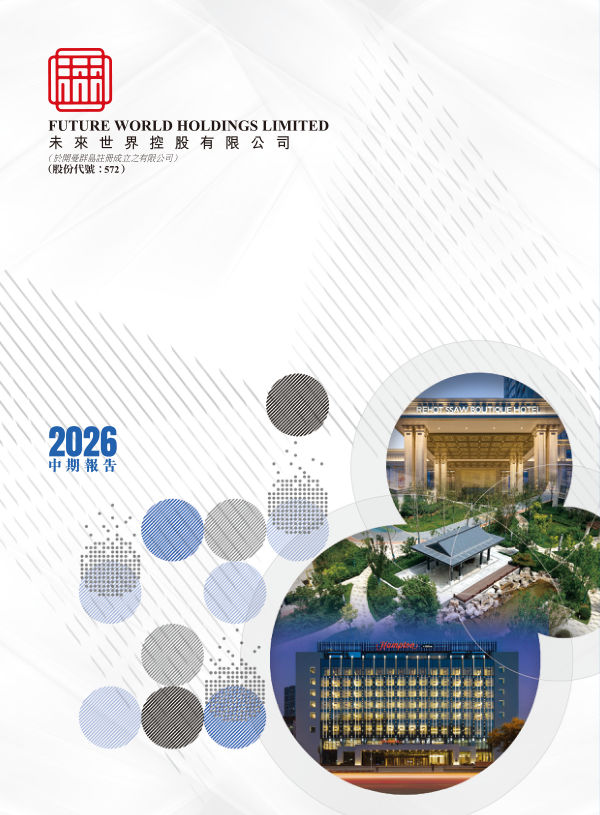 FUTURE WORLD HOLDINGS LIMITED
未來世界控股有限公司
（於開曼群島註冊成立之有限公司）
（股份代號：572）
2026
中期報告
REHOT SSAW BOUTIQUE HOTEL
Hampton